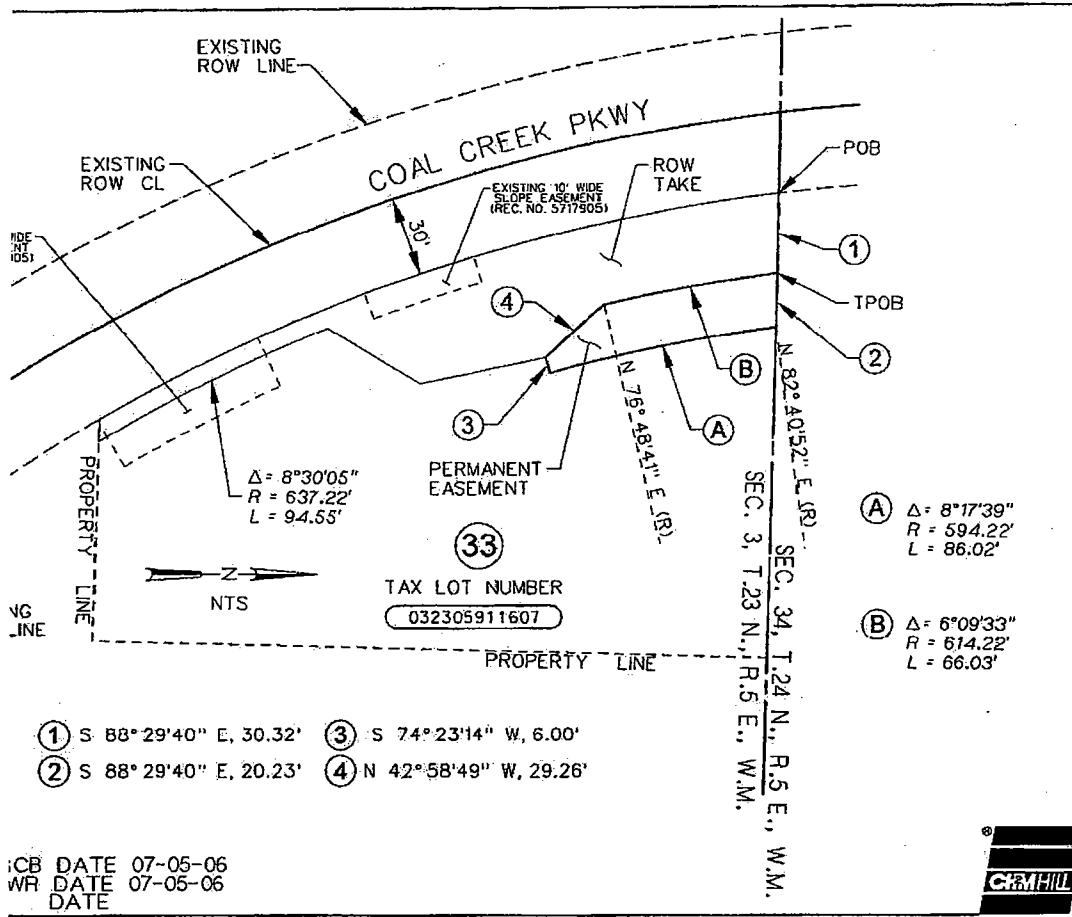 EXISTING
ROW LINE
COAL CREEK PKWY
POB
EXISTING
ROW CL
ROW
TAKE
EXISTING 10' WIDE
SLOPE EASEMENT
(REC. NO. 5717905)
30'
1
4
TPOB
2
B
N 82°40'52" E (R)
3
A
N 76°48'41" E (R)
PERMANENT
EASEMENT
PROPERTY LINE
Δ = 8°30'05"
R = 637.22'
L = 94.55'
33
TAX LOT NUMBER
032305911607
N
NTS
PROPERTY LINE
SEC. 3, T.23 N., R.5 E., W.M.
SEC. 34, T.24 N., R.5 E., W.M.
A Δ = 8°17'39"
R = 594.22'
L = 86.02'
B Δ = 6°09'33"
R = 614.22'
L = 66.03'
1 S 88°29'40" E, 30.32'
2 S 88°29'40" E, 20.23'
3 S 74°23'14" W, 6.00'
4 N 42°58'49" W, 29.26'
DATE 07-05-06
WR DATE 07-05-06
DATE
CH2MHILL